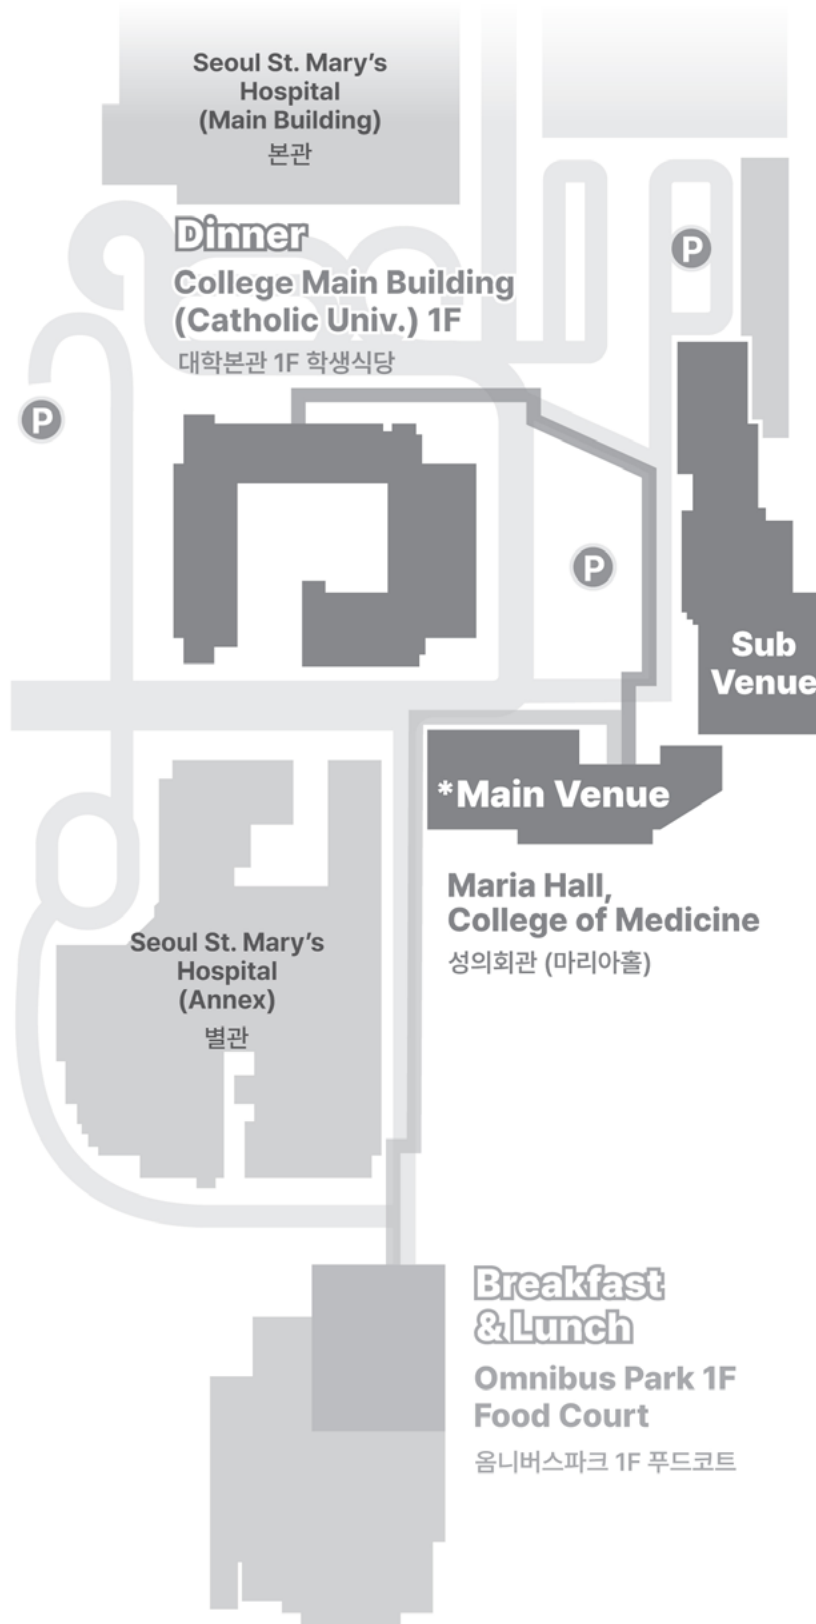 Seoul St. Mary's
Hospital
(Main Building)
본관
Dinner
College Main Building
(Catholic Univ.) 1F
대학본관 1F 학생식당
P
P
P
Sub
Venue
*Main Venue
Maria Hall,
College of Medicine
성의회관 (마리아홀)
Seoul St. Mary's
Hospital
(Annex)
별관
Breakfast
& Lunch
Omnibus Park 1F
Food Court
옴니버스파크 1F 푸드코트